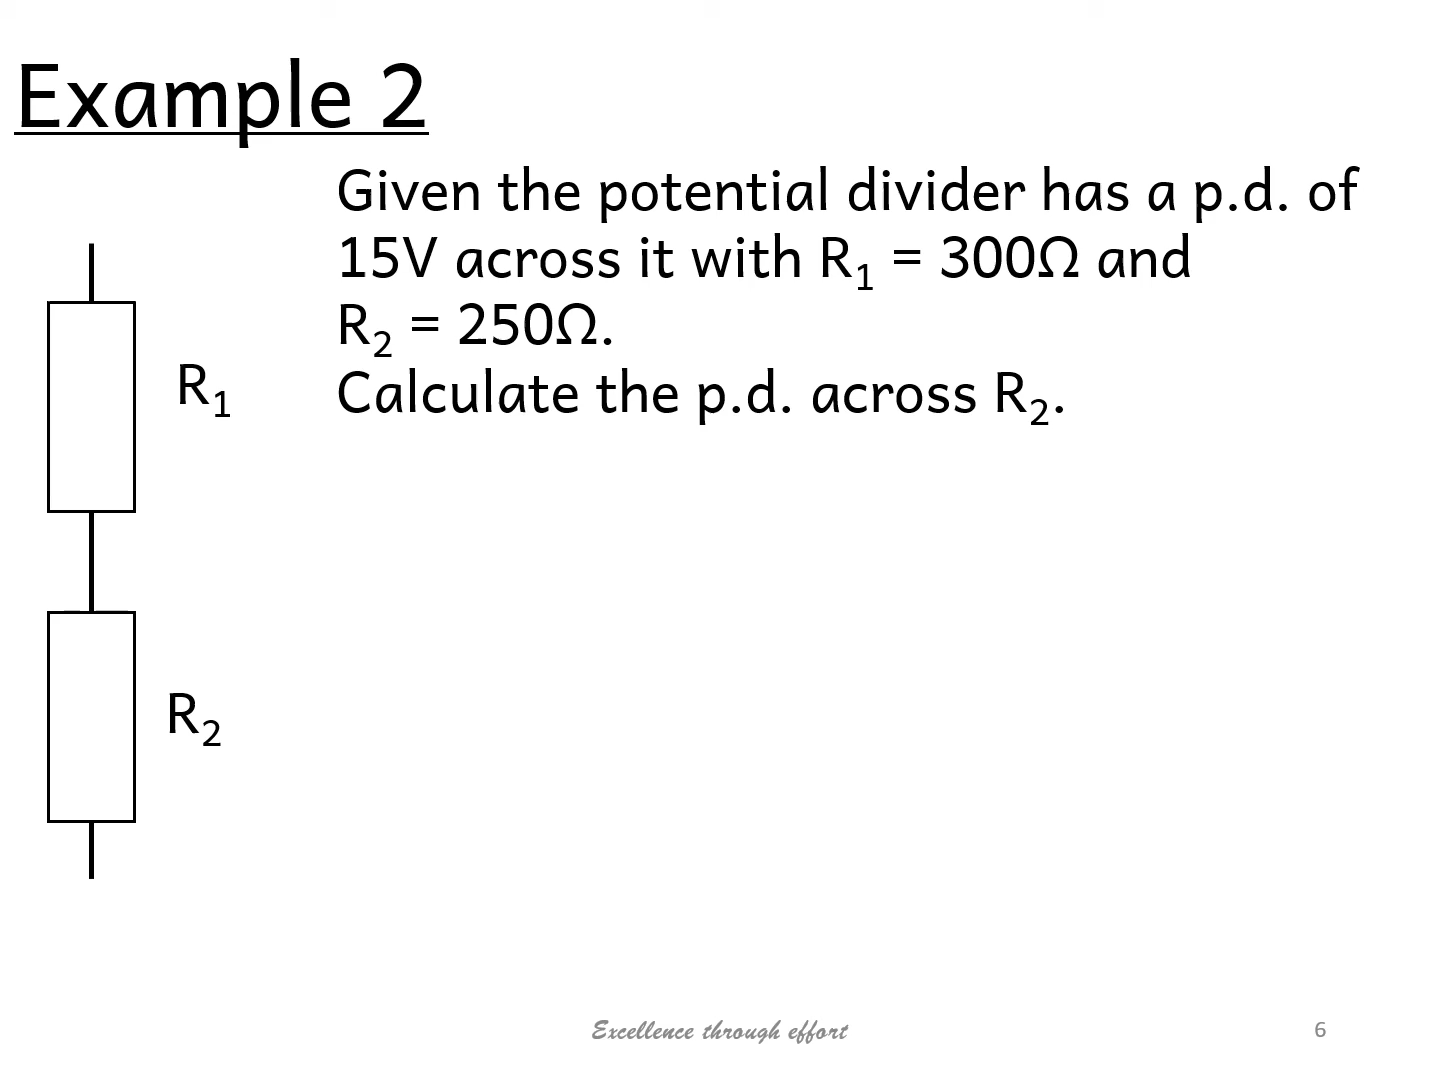 Example 2
Given the potential divider has a p.d. of
15V across it with R₁ = 300Ω and
R₂ = 250Ω.
Calculate the p.d. across R₂.
R₁
R₂
Excellence through effort
6